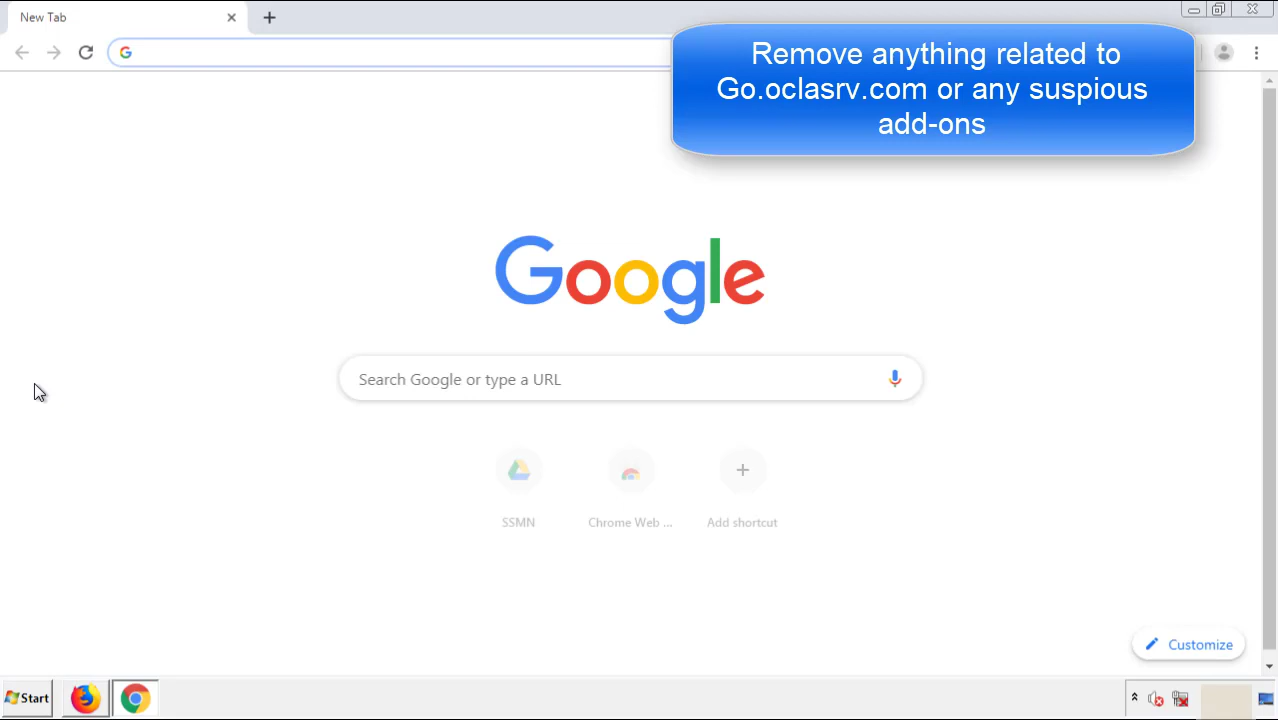 New Tab
Remove anything related to
Go.oclasrv.com or any suspious
add-ons
Google
Search Google or type a URL
SSMN
Chrome Web ...
Add shortcut
Customize
Start